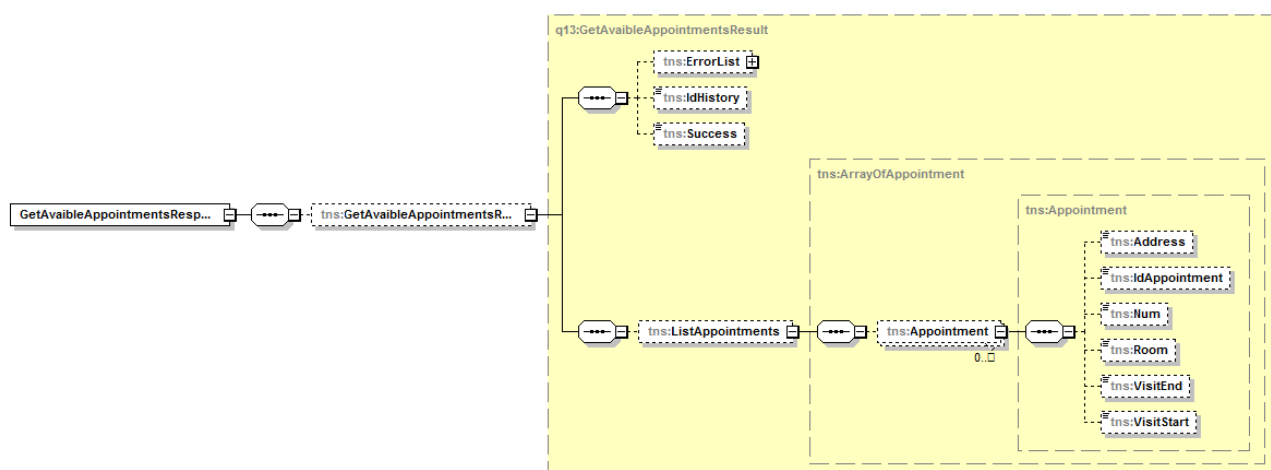 q13:GetAvaibleAppointmentsResult
tns:ErrorList
tns:IdHistory
tns:Success
tns:ArrayOfAppointment
tns:Appointment
GetAvaibleAppointmentsResp...
tns:GetAvaibleAppointmentsR...
tns:Address
tns:IdAppointment
tns:Num
tns:ListAppointments
tns:Appointment
0..□
tns:Room
tns:VisitEnd
tns:VisitStart